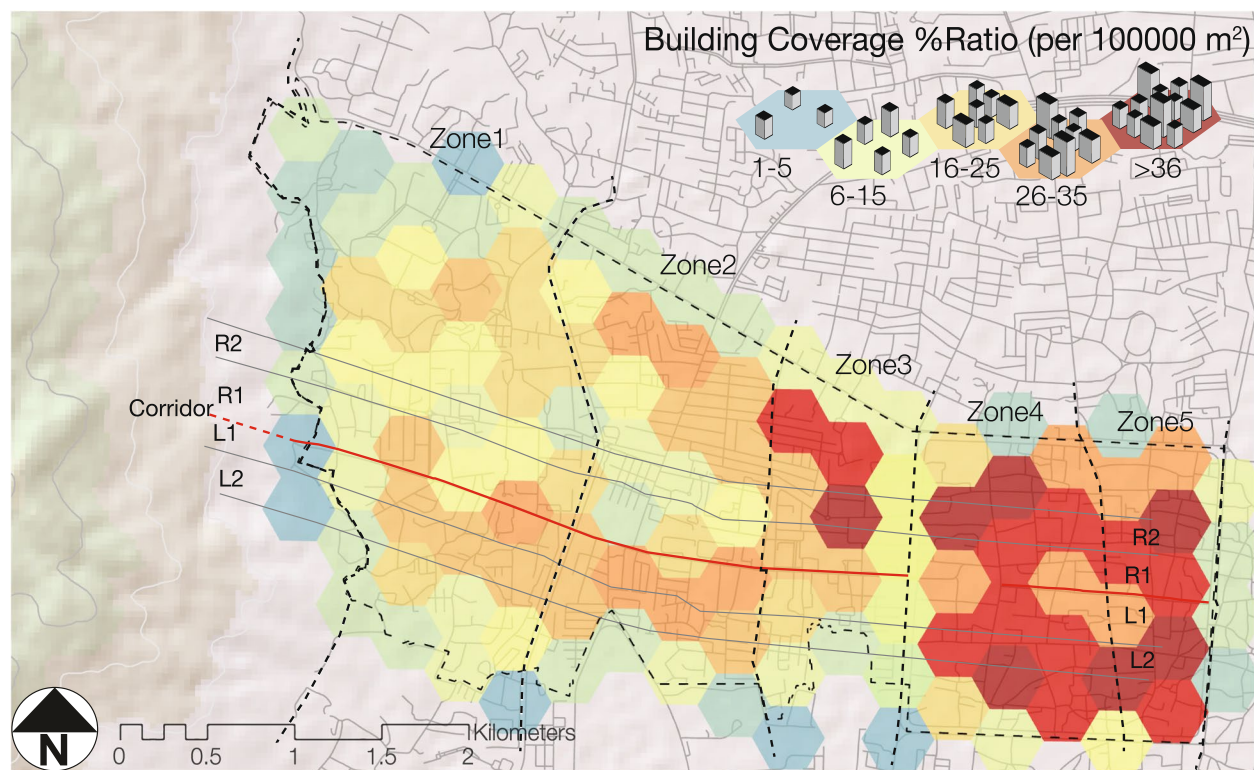 Building Coverage %Ratio (per 100000 m²)
1-5
6-15
16-25
26-35
>36
Zone1
Zone2
Zone3
Zone4
Zone5
R2
R1
Corridor
L1
L2
R2
R1
L1
L2
N
0 0.5 1 1.5 2 Kilometers